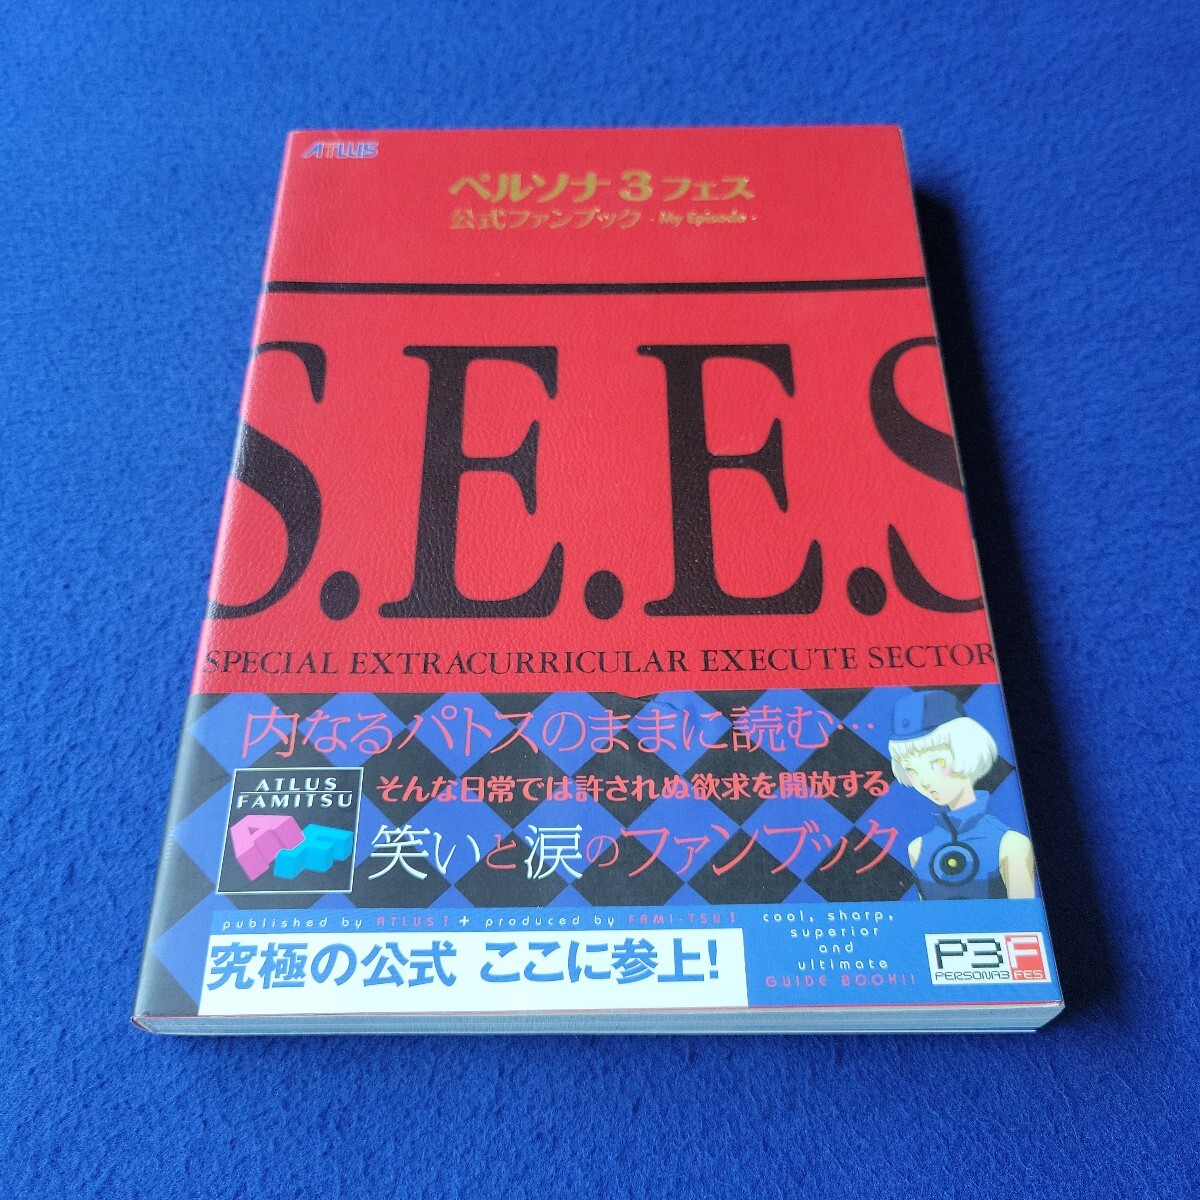 ATLUS
ペルソナ3フェス
公式ファンブック -My Episode-
S.E.E.S
SPECIAL EXTRACURRICULAR EXECUTE SECTOR
内なるパトスのままに読む…
ATLUS
FAMITSU
そんな日常では許されぬ欲求を開放する
笑いと涙のファンブック
published by ATLUS! + produced by FAMI-TSU!
究極の公式 ここに参上!
cool, sharp,
superior
and
ultimate
GUIDE BOOK!!
P3F
PERSONA3 FES